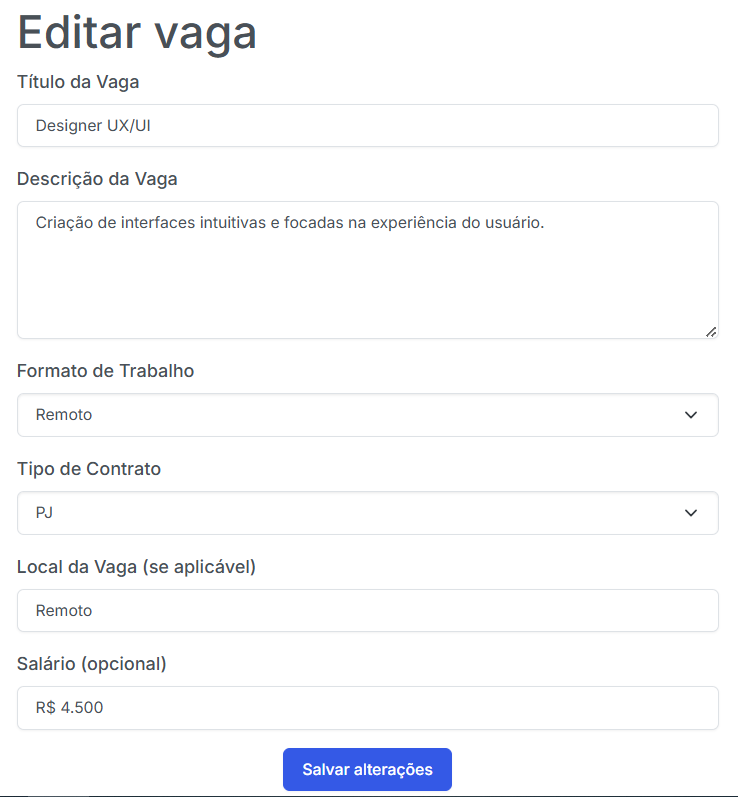 Editar vaga
Título da Vaga
Designer UX/UI
Descrição da Vaga
Criação de interfaces intuitivas e focadas na experiência do usuário.
Formato de Trabalho
Remoto
Tipo de Contrato
PJ
Local da Vaga (se aplicável)
Remoto
Salário (opcional)
R$ 4.500
Salvar alterações